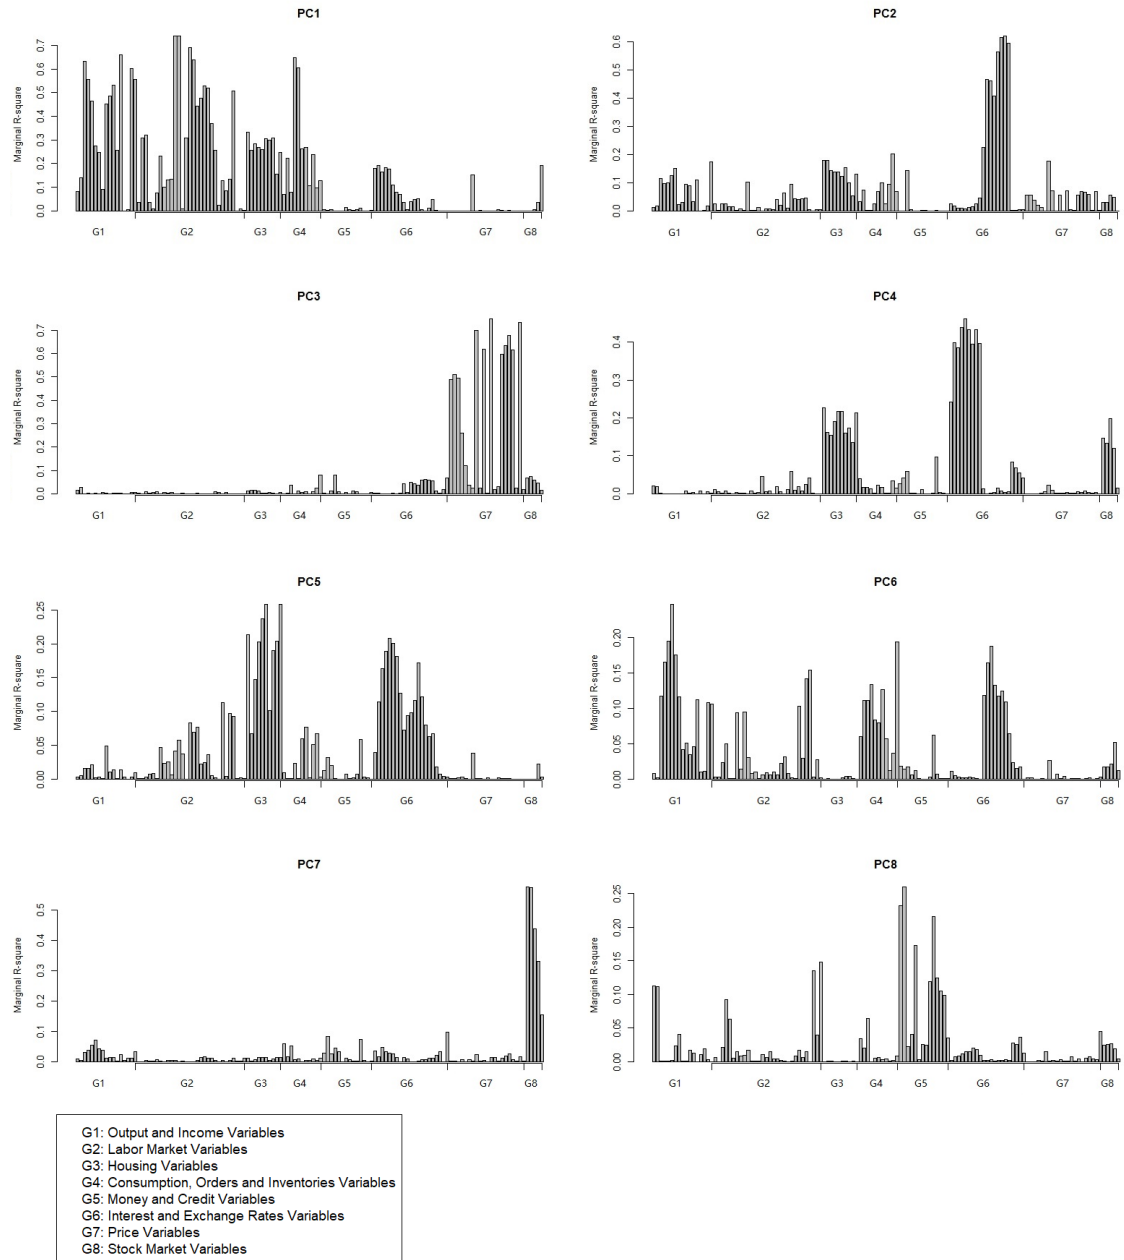 PC1
Marginal R-square
0.0 0.1 0.2 0.3 0.4 0.5 0.6 0.7
G1 G2 G3 G4 G5 G6 G7 G8
PC2
Marginal R-square
0.0 0.1 0.2 0.3 0.4 0.5 0.6
G1 G2 G3 G4 G5 G6 G7 G8
PC3
Marginal R-square
0.0 0.1 0.2 0.3 0.4 0.5 0.6 0.7
G1 G2 G3 G4 G5 G6 G7 G8
PC4
Marginal R-square
0.0 0.1 0.2 0.3 0.4
G1 G2 G3 G4 G5 G6 G7 G8
PC5
Marginal R-square
0.00 0.05 0.10 0.15 0.20 0.25
G1 G2 G3 G4 G5 G6 G7 G8
PC6
Marginal R-square
0.00 0.05 0.10 0.15 0.20
G1 G2 G3 G4 G5 G6 G7 G8
PC7
Marginal R-square
0.0 0.1 0.2 0.3 0.4 0.5
G1 G2 G3 G4 G5 G6 G7 G8
PC8
Marginal R-square
0.00 0.05 0.10 0.15 0.20 0.25
G1 G2 G3 G4 G5 G6 G7 G8
G1: Output and Income Variables
G2: Labor Market Variables
G3: Housing Variables
G4: Consumption, Orders and Inventories Variables
G5: Money and Credit Variables
G6: Interest and Exchange Rates Variables
G7: Price Variables
G8: Stock Market Variables